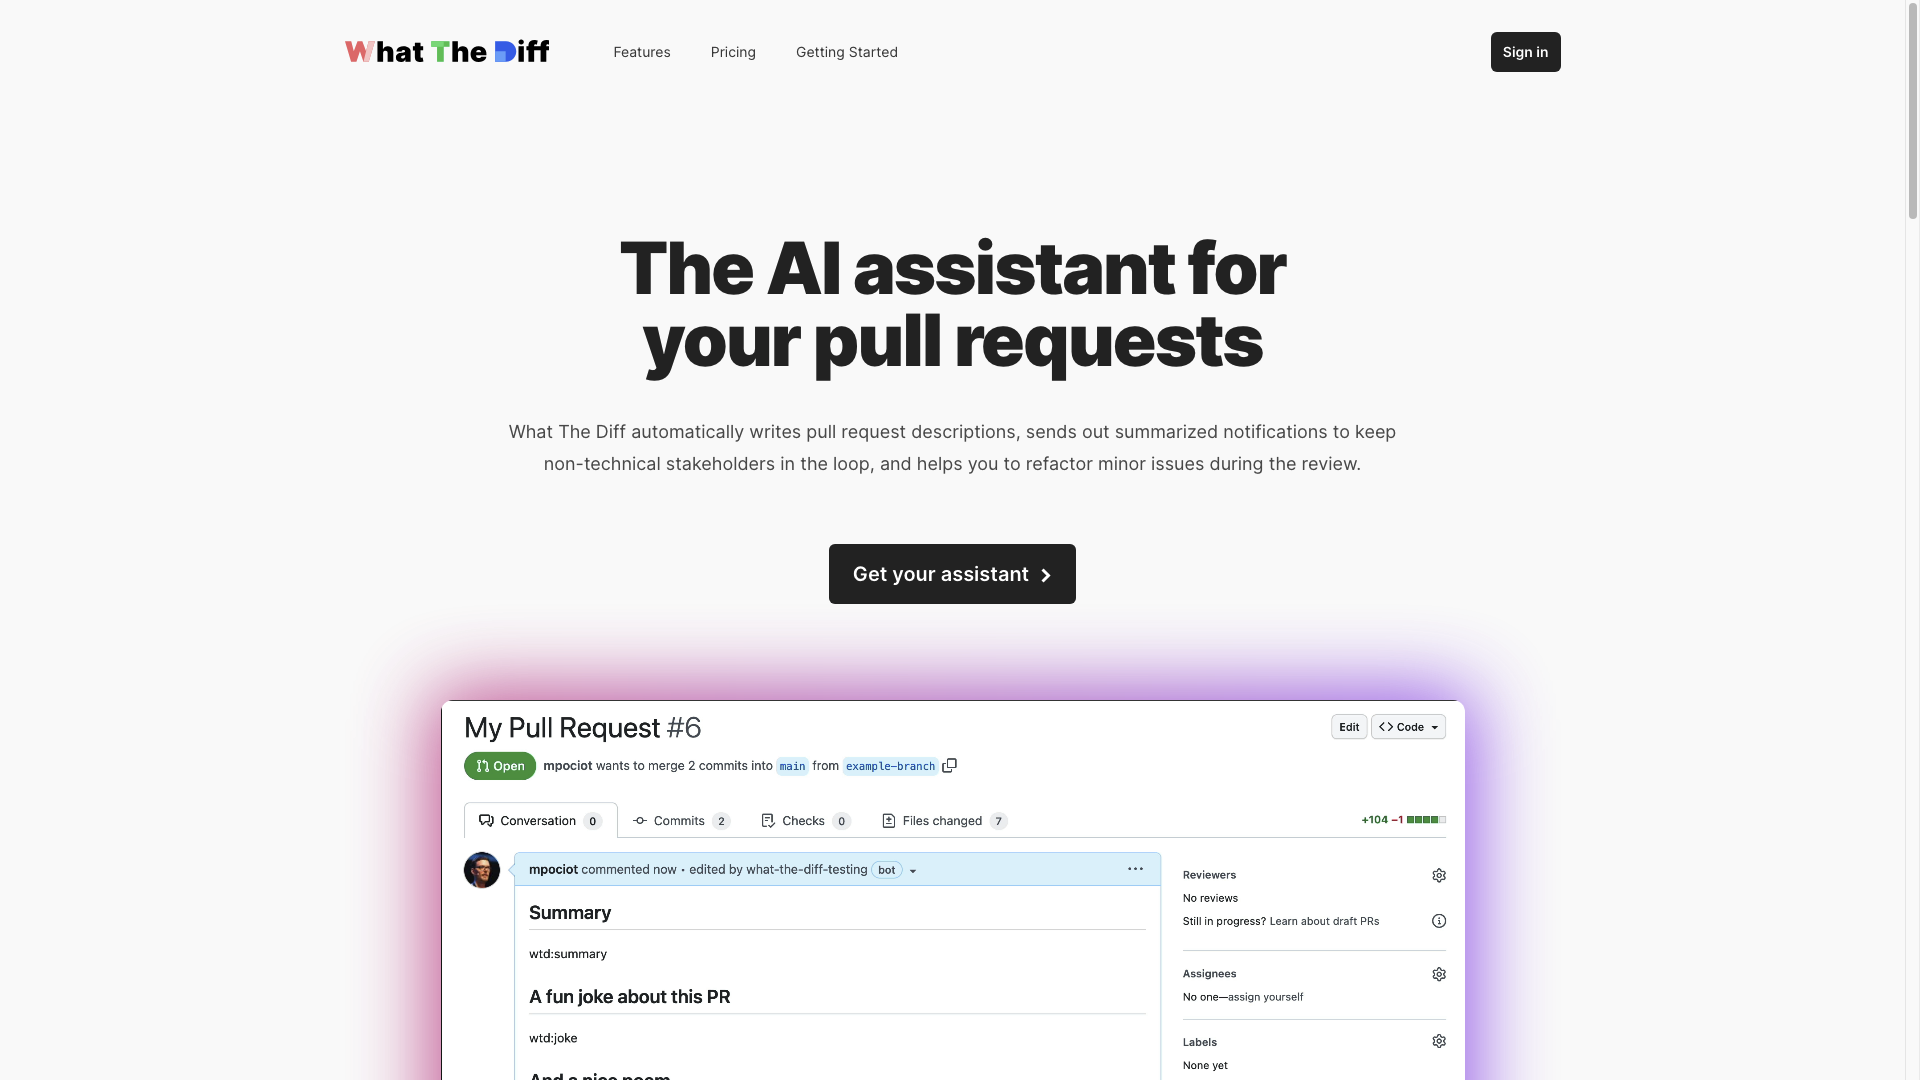 What The Diff
Features
Pricing
Getting Started
Sign in
The AI assistant for
your pull requests
What The Diff automatically writes pull request descriptions, sends out summarized notifications to keep
non-technical stakeholders in the loop, and helps you to refactor minor issues during the review.
Get your assistant
My Pull Request #6
Edit
Code
Open
mpociot wants to merge 2 commits into main from example-branch
Conversation 0
Commits 2
Checks 0
Files changed 7
+104 −1
mpociot commented now • edited by what-the-diff-testing bot
Summary
wtd:summary
A fun joke about this PR
wtd:joke
And a nice poem
Reviewers
No reviews
Still in progress? Learn about draft PRs
Assignees
No one—assign yourself
Labels
None yet